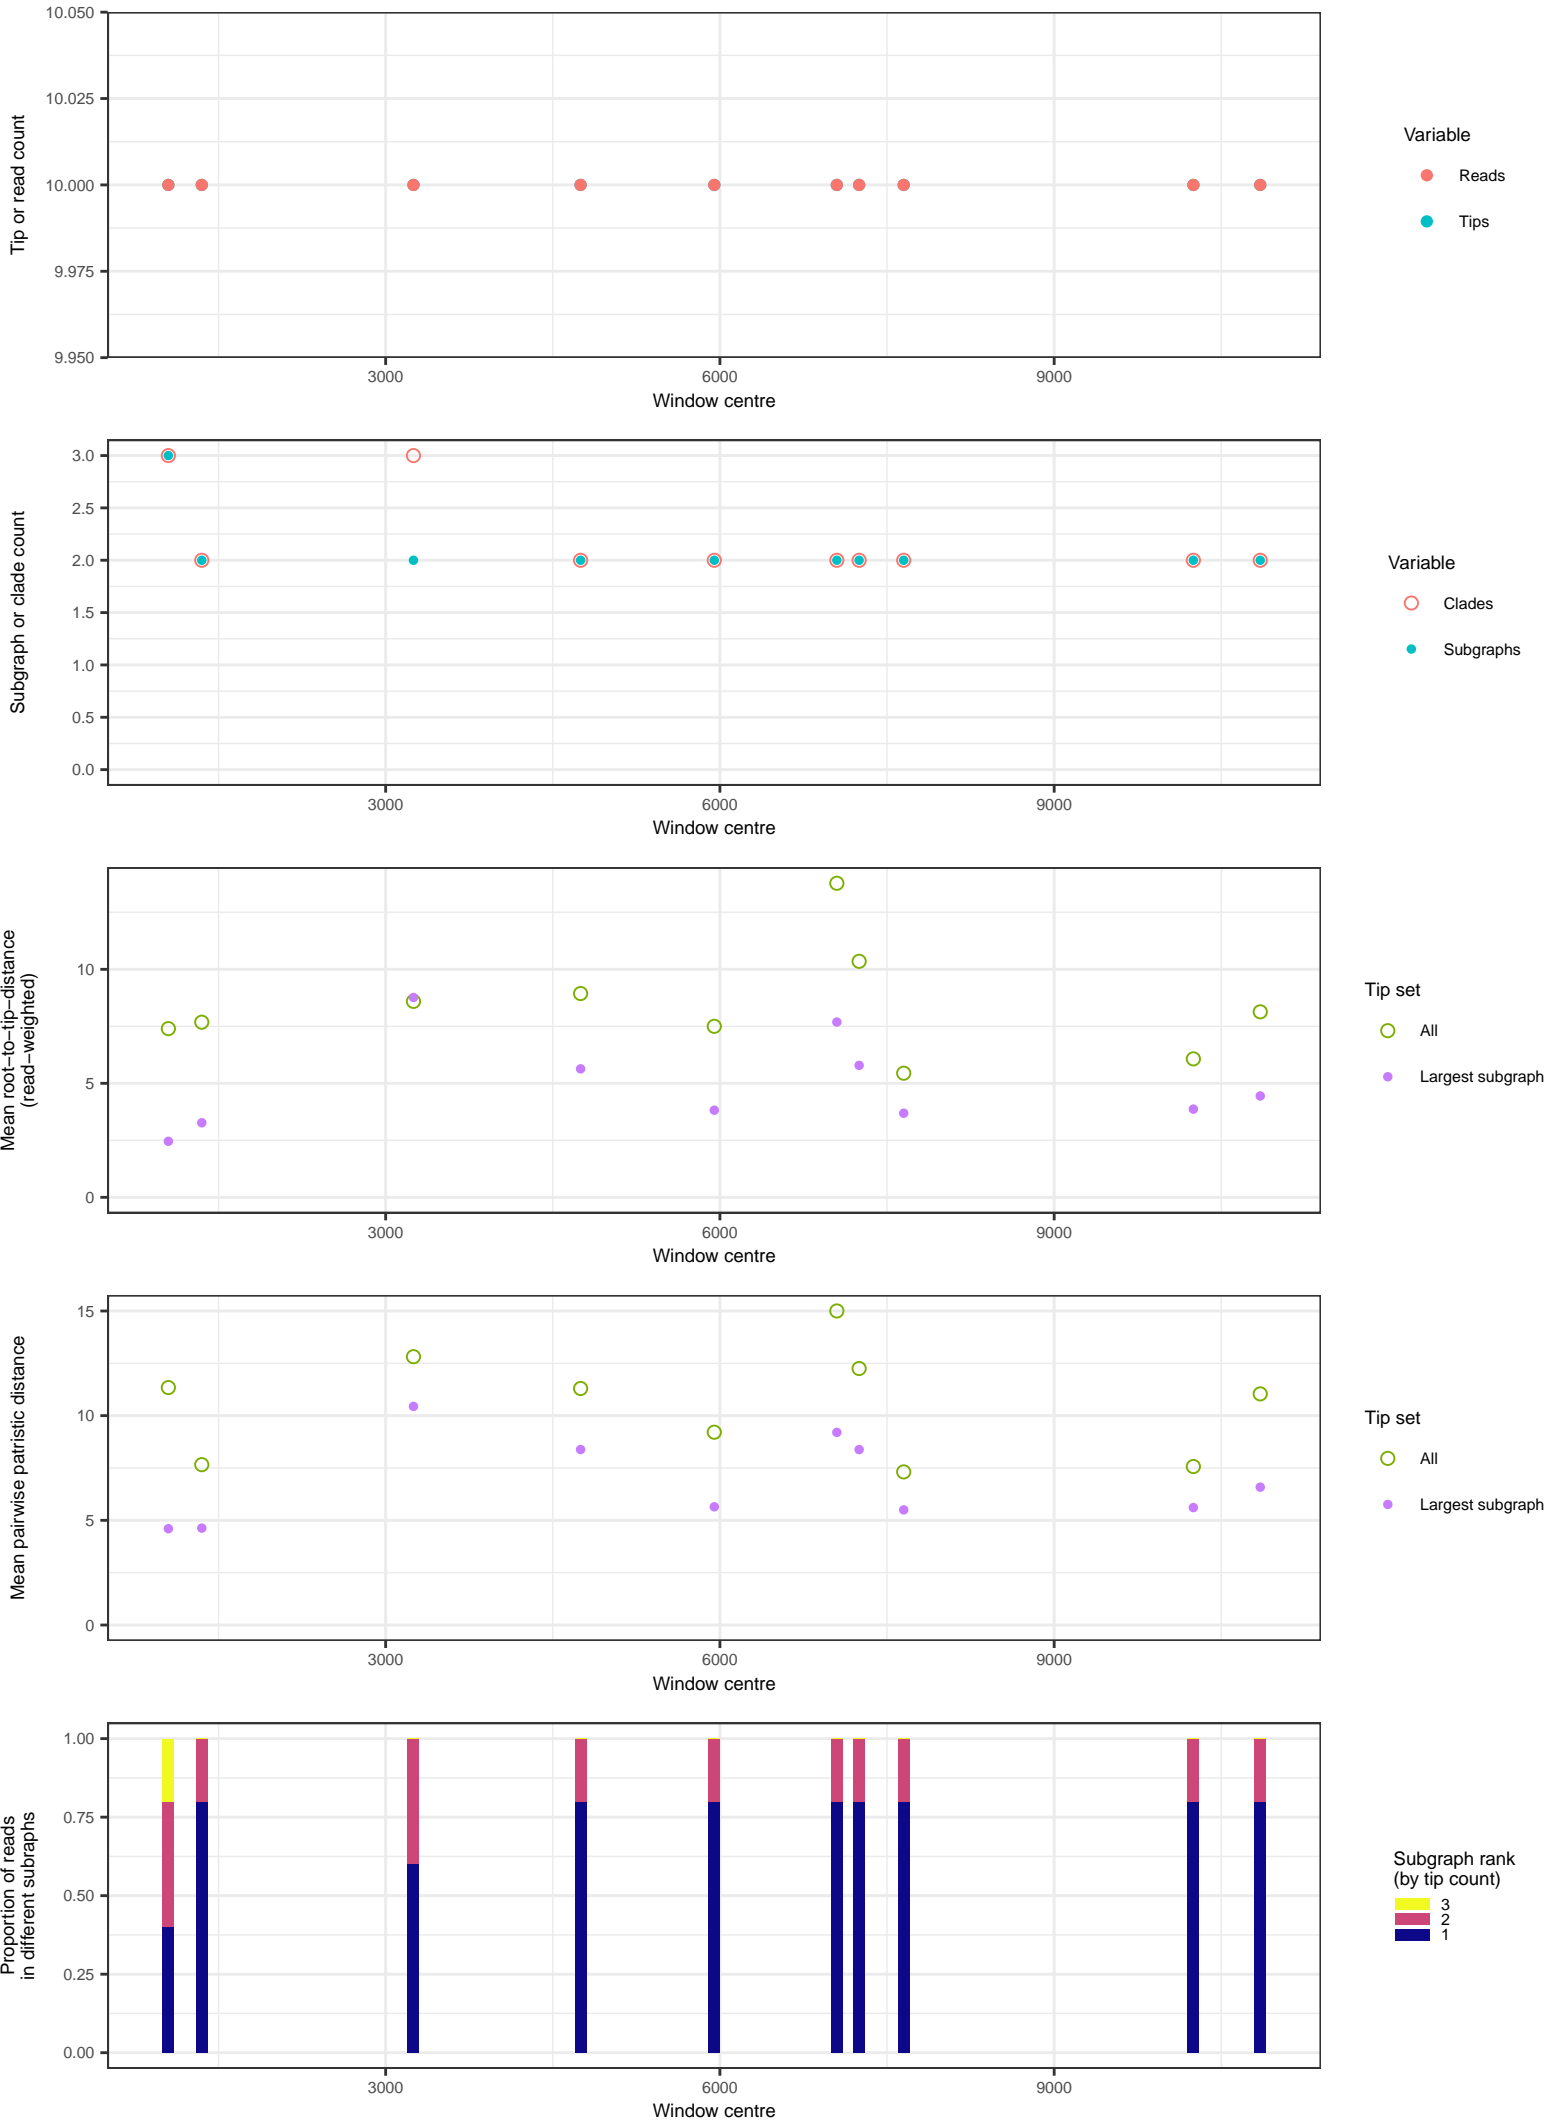 10.050
10.025
10.000
9.975
9.950
Tip or read count
3000
6000
9000
Window centre
Variable
Reads
Tips
3.0
2.5
2.0
1.5
1.0
0.5
0.0
Subgraph or clade count
3000
6000
9000
Window centre
Variable
Clades
Subgraphs
10
5
0
Mean root−to−tip−distance
(read−weighted)
3000
6000
9000
Window centre
Tip set
All
Largest subgraph
15
10
5
0
Mean pairwise patristic distance
3000
6000
9000
Window centre
Tip set
All
Largest subgraph
1.00
0.75
0.50
0.25
0.00
Proportion of reads
in different subraphs
3000
6000
9000
Window centre
Subgraph rank
(by tip count)
3
2
1